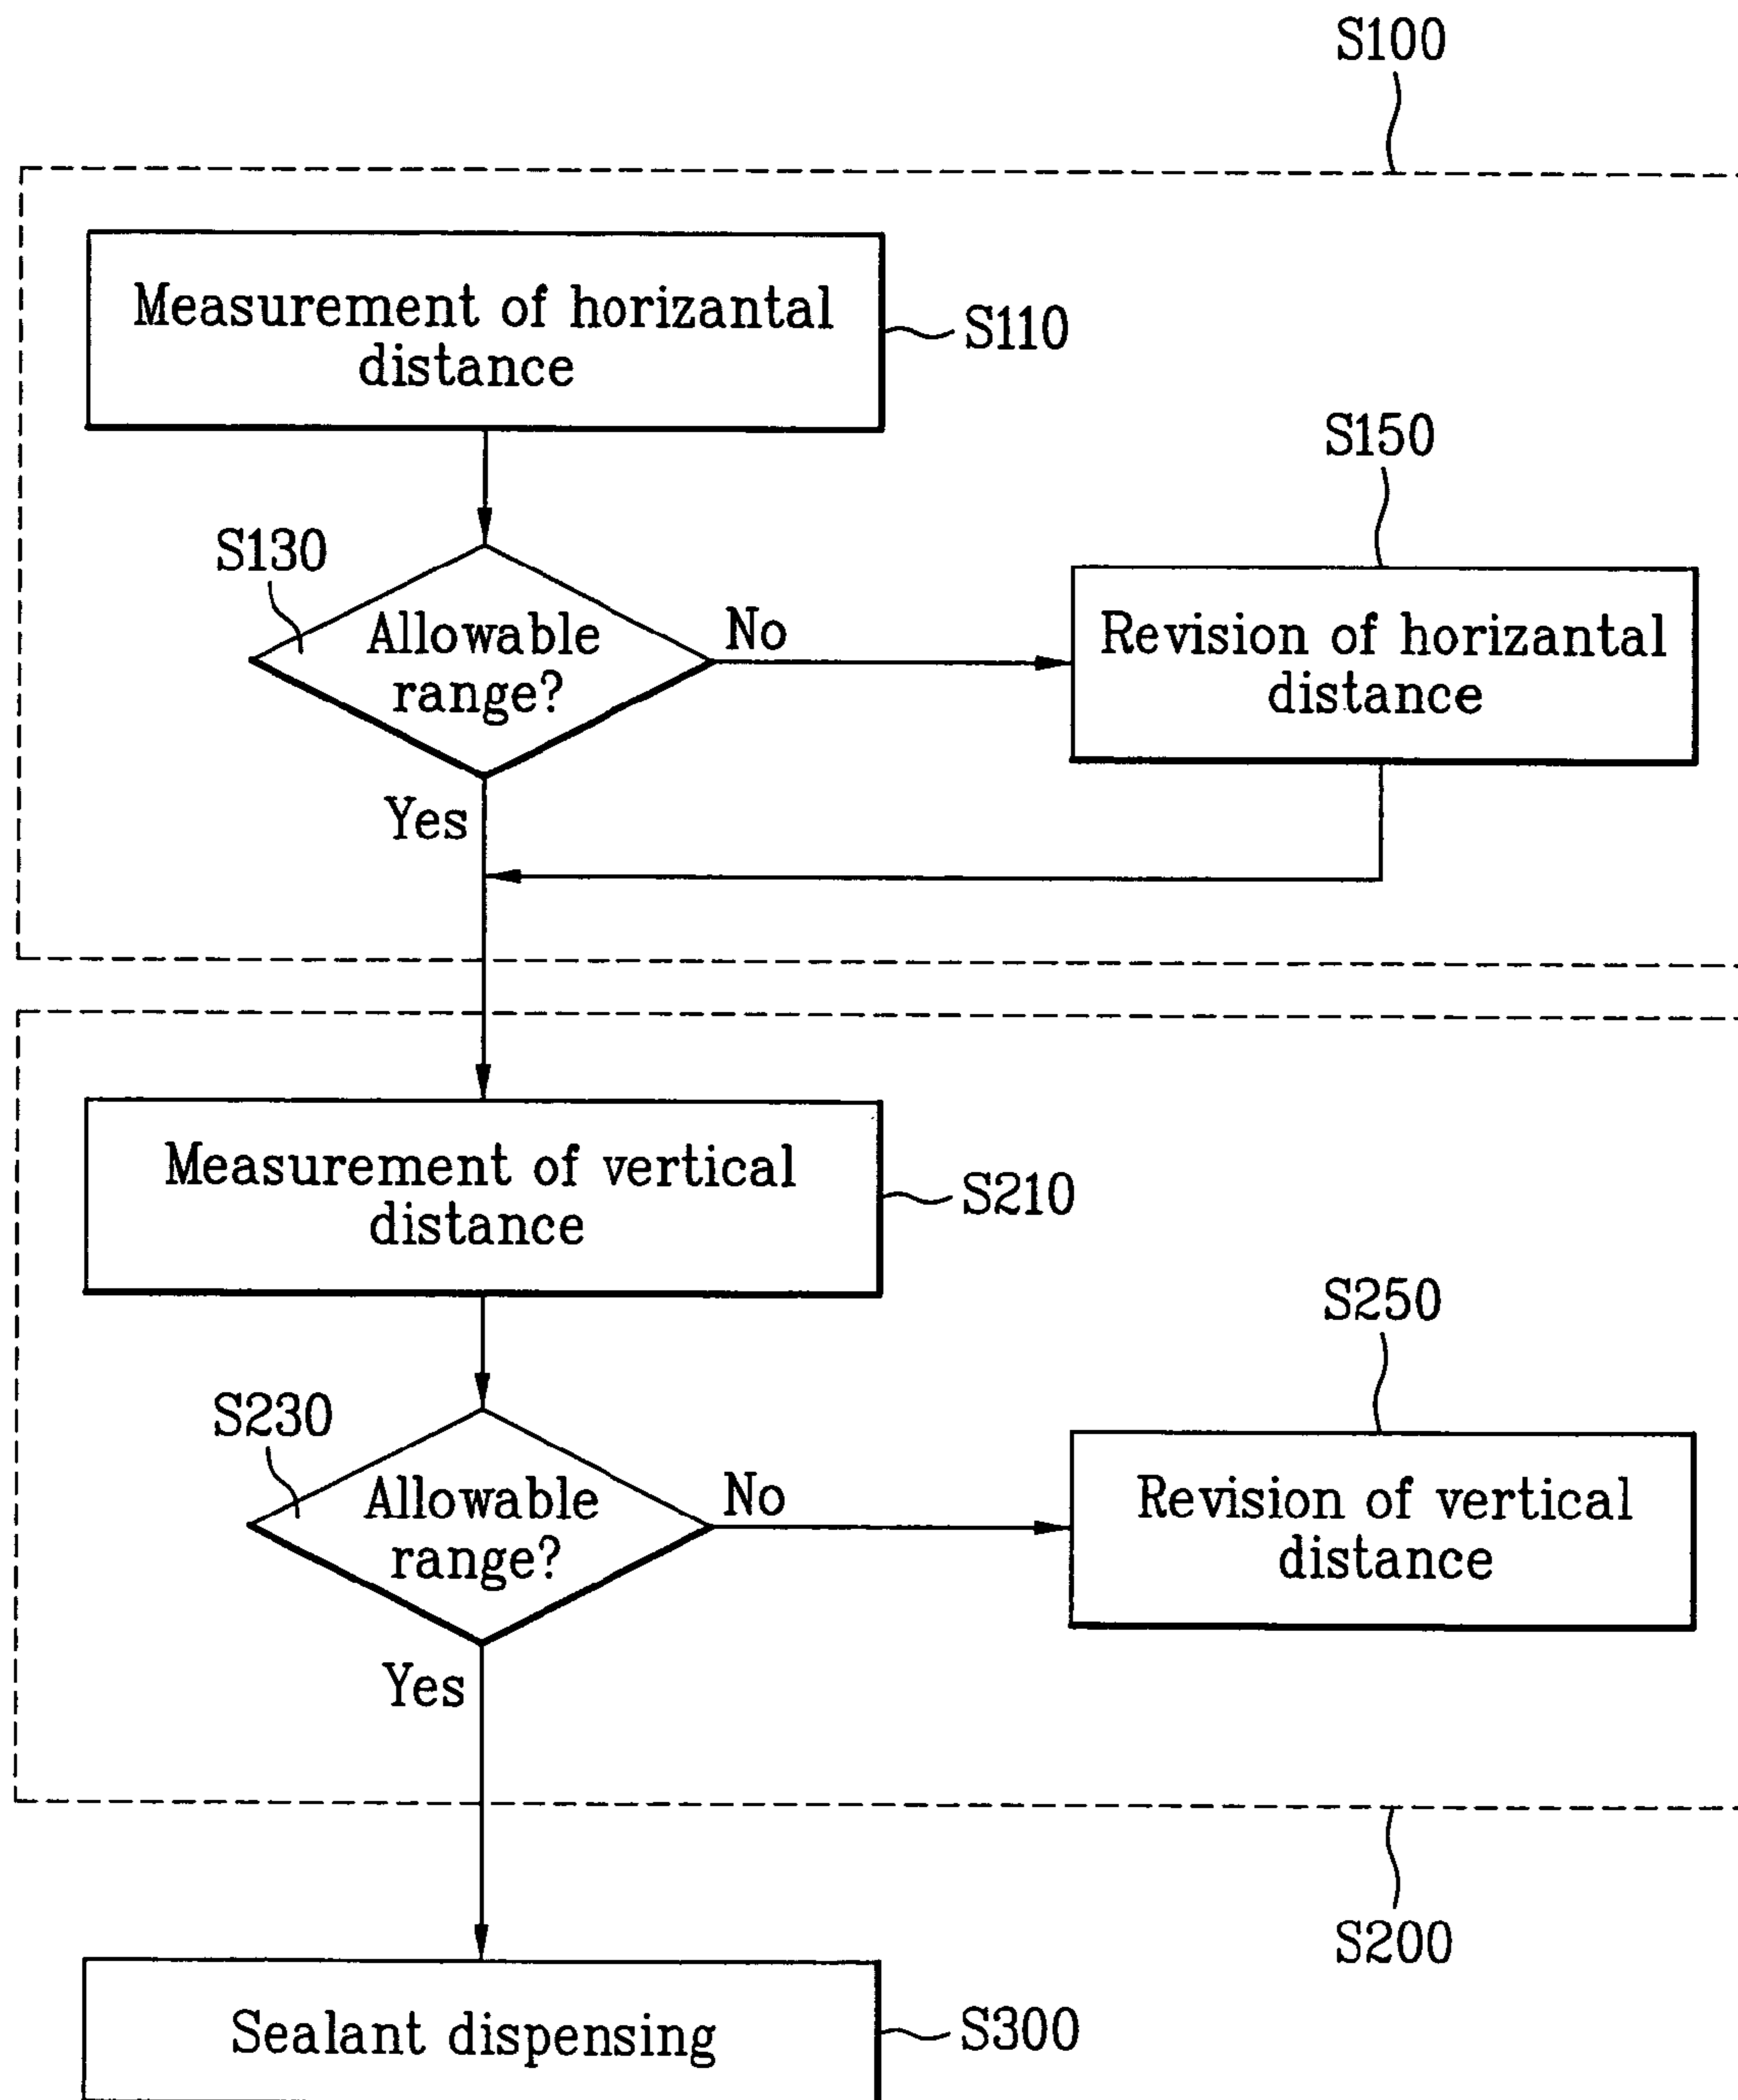 S100
Measurement of horizantal
distance
S110
S150
S130
Allowable
range?
No
Revision of horizantal
distance
Yes
Measurement of vertical
distance
S210
S250
S230
Allowable
range?
No
Revision of vertical
distance
Yes
S200
Sealant dispensing
S300